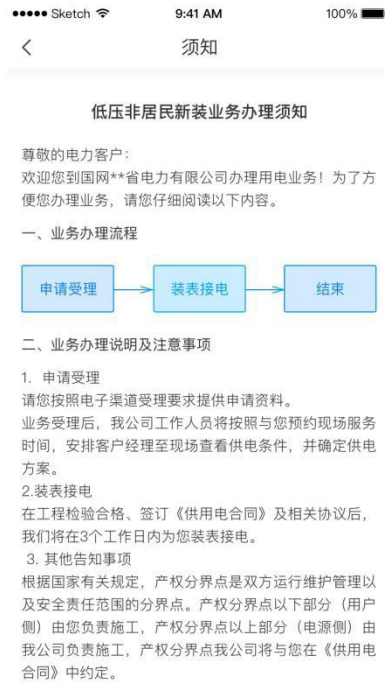 Sketch 9:41 AM 100%
须知
低压非居民新装业务办理须知
尊敬的电力客户：
欢迎您到国网**省电力有限公司办理用电业务！为了方
便您办理业务，请您仔细阅读以下内容。
一、业务办理流程
申请受理 装表接电 结束
二、业务办理说明及注意事项
1. 申请受理
请您按照电子渠道受理要求提供申请资料。
业务受理后，我公司工作人员将按照与您预约现场服务
时间，安排客户经理至现场查看供电条件，并确定供电
方案。
2.装表接电
在工程检验合格、签订《供用电合同》及相关协议后，
我们将在3个工作日内为您装表接电。
3. 其他告知事项
根据国家有关规定，产权分界点是双方运行维护管理以
及安全责任范围的分界点。产权分界点以下部分（用户
侧）由您负责施工，产权分界点以上部分（电源侧）由
我公司负责施工，产权分界点我公司将与您在《供用电
合同》中约定。